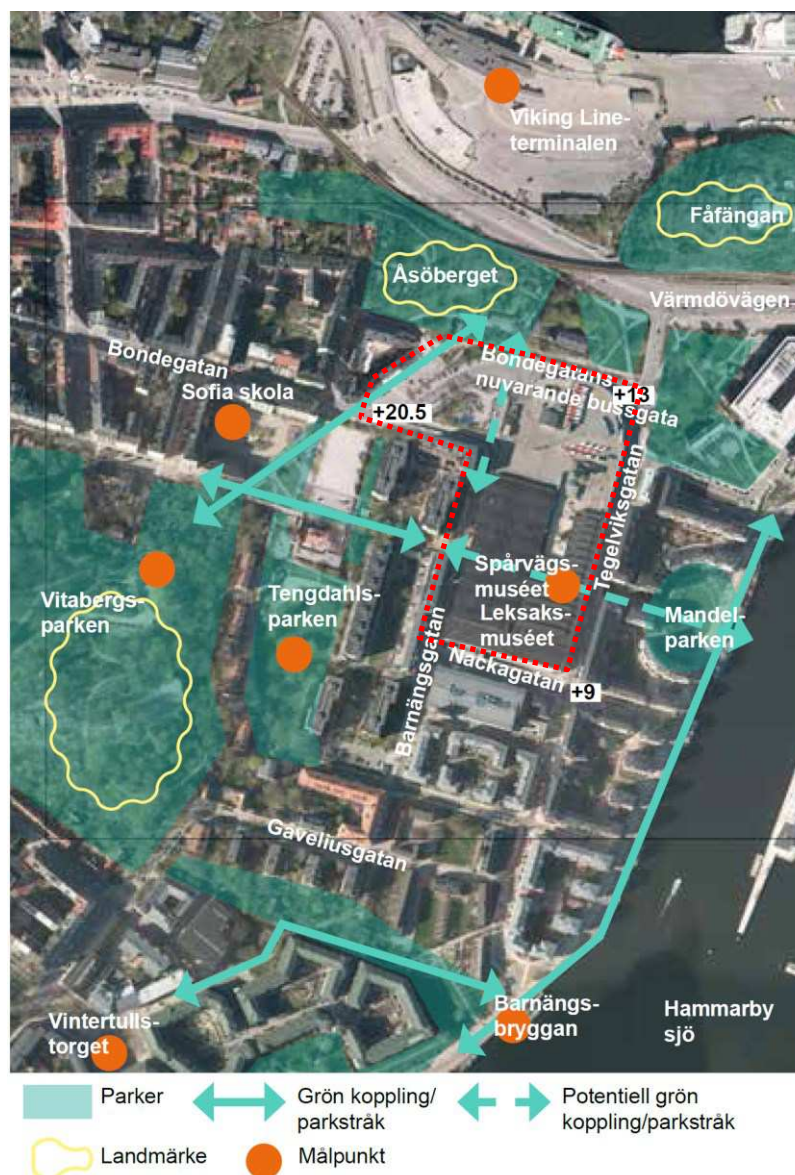 Viking Line-
terminalen
Fåfängan
Åsöberget
Värmdövägen
Bondegatan
Bondegatans
nuvarande bussgata
Sofia skola
+13
+20.5
Tegelviksgatan
Spårvägs-
muséet
Leksaks-
muséet
Vitabergs-
parken
Tengdahls-
parken
Mandel-
parken
Barnängsgatan
Nackagatan
+9
Gaveliusgatan
Barnängs-
bryggan
Hammarby
sjö
Vintertulls-
torget
Parker
Grön koppling/
parkstråk
Potentiell grön
koppling/parkstråk
Landmärke
Målpunkt